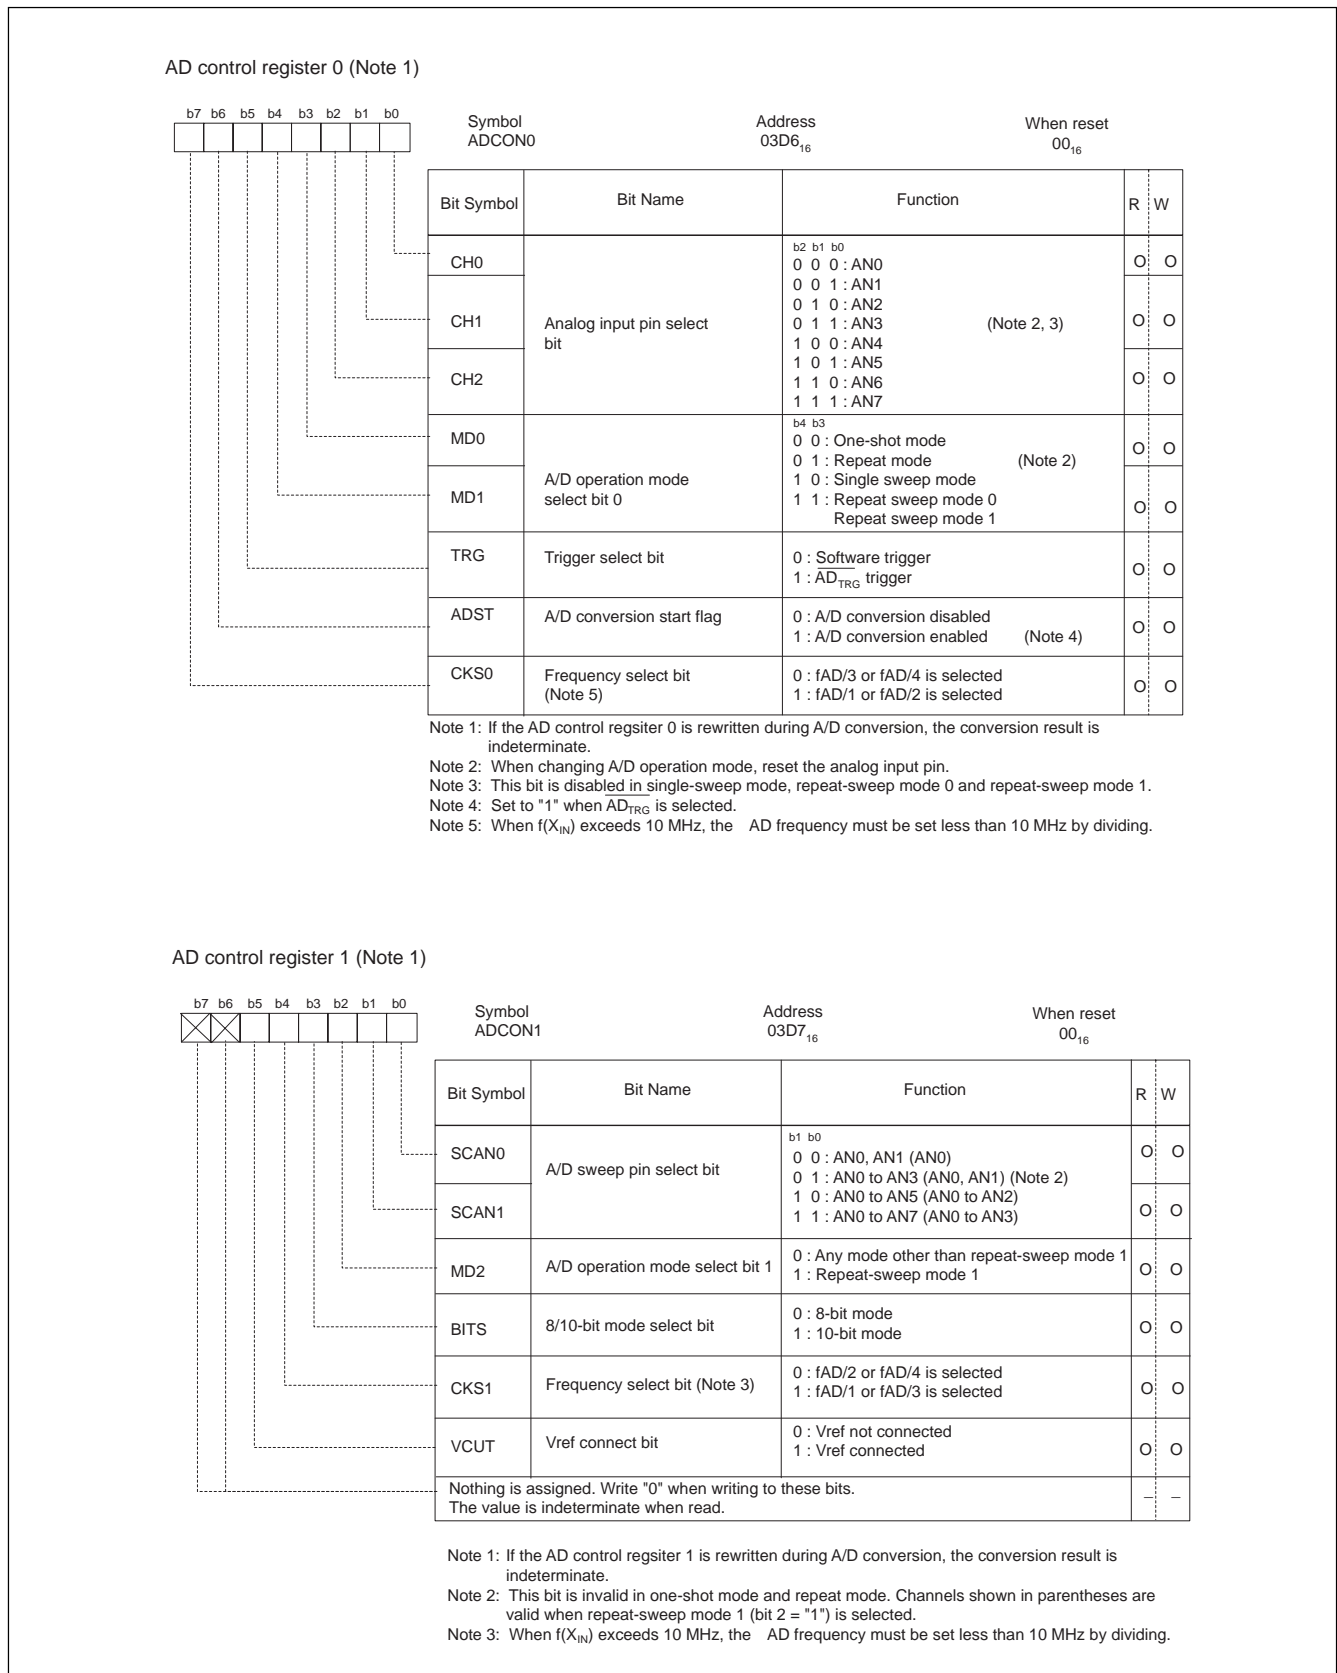 AD control register 0 (Note 1)
b7 b6 b5 b4 b3 b2 b1 b0
Symbol Address When reset
ADCON0 03D6₁₆ 00₁₆
Bit Symbol Bit Name Function R W
b2 b1 b0
CH0 0 0 0 : AN0 O O
0 0 1 : AN1
0 1 0 : AN2
CH1 Analog input pin select 0 1 1 : AN3 (Note 2, 3) O O
bit 1 0 0 : AN4
1 0 1 : AN5
CH2 1 1 0 : AN6 O O
1 1 1 : AN7
b4 b3
MD0 0 0 : One-shot mode O O
0 1 : Repeat mode (Note 2)
A/D operation mode 1 0 : Single sweep mode
MD1 select bit 0 1 1 : Repeat sweep mode 0 O O
Repeat sweep mode 1
TRG Trigger select bit 0 : Software trigger O O
1 : AD_TRG trigger
ADST A/D conversion start flag 0 : A/D conversion disabled O O
1 : A/D conversion enabled (Note 4)
CKS0 Frequency select bit 0 : fAD/3 or fAD/4 is selected O O
(Note 5) 1 : fAD/1 or fAD/2 is selected
Note 1: If the AD control regsiter 0 is rewritten during A/D conversion, the conversion result is
indeterminate.
Note 2: When changing A/D operation mode, reset the analog input pin.
Note 3: This bit is disabled in single-sweep mode, repeat-sweep mode 0 and repeat-sweep mode 1.
Note 4: Set to "1" when AD_TRG is selected.
Note 5: When f(X_IN) exceeds 10 MHz, the AD frequency must be set less than 10 MHz by dividing.
AD control register 1 (Note 1)
b7 b6 b5 b4 b3 b2 b1 b0
Symbol Address When reset
ADCON1 03D7₁₆ 00₁₆
Bit Symbol Bit Name Function R W
b1 b0
SCAN0 0 0 : AN0, AN1 (AN0) O O
A/D sweep pin select bit 0 1 : AN0 to AN3 (AN0, AN1) (Note 2)
1 0 : AN0 to AN5 (AN0 to AN2)
SCAN1 1 1 : AN0 to AN7 (AN0 to AN3) O O
MD2 A/D operation mode select bit 1 0 : Any mode other than repeat-sweep mode 1 O O
1 : Repeat-sweep mode 1
BITS 8/10-bit mode select bit 0 : 8-bit mode O O
1 : 10-bit mode
CKS1 Frequency select bit (Note 3) 0 : fAD/2 or fAD/4 is selected O O
1 : fAD/1 or fAD/3 is selected
VCUT Vref connect bit 0 : Vref not connected O O
1 : Vref connected
Nothing is assigned. Write "0" when writing to these bits. – –
The value is indeterminate when read.
Note 1: If the AD control regsiter 1 is rewritten during A/D conversion, the conversion result is
indeterminate.
Note 2: This bit is invalid in one-shot mode and repeat mode. Channels shown in parentheses are
valid when repeat-sweep mode 1 (bit 2 = "1") is selected.
Note 3: When f(X_IN) exceeds 10 MHz, the AD frequency must be set less than 10 MHz by dividing.